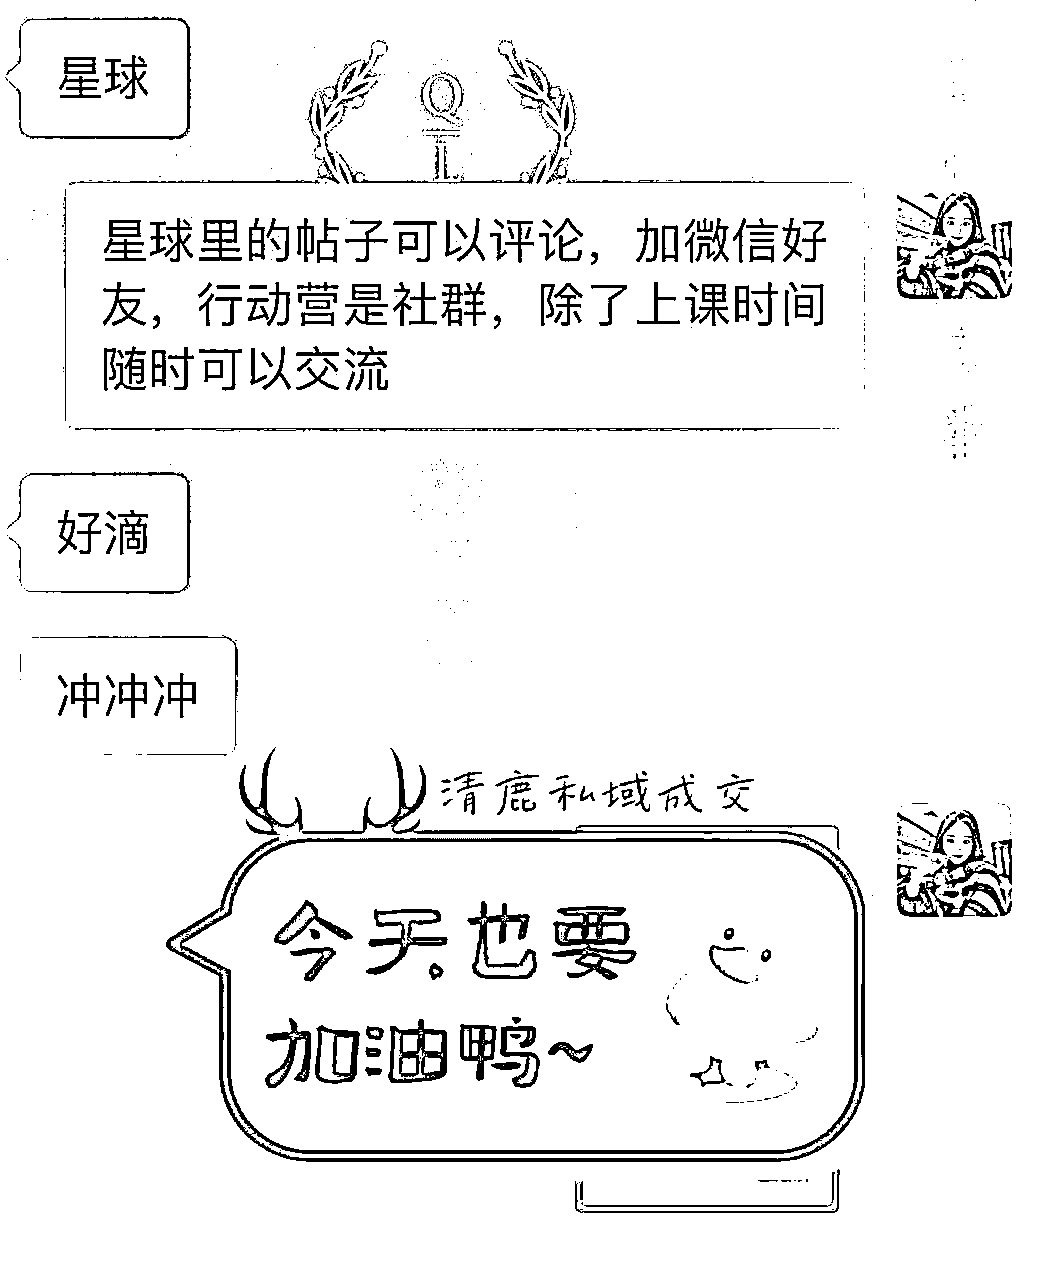 星球
QL
星球里的帖子可以评论，加微信好
友，行动营是社群，除了上课时间
随时可以交流
好滴
冲冲冲
清鹿私域成交
今天也要
加油鸭~